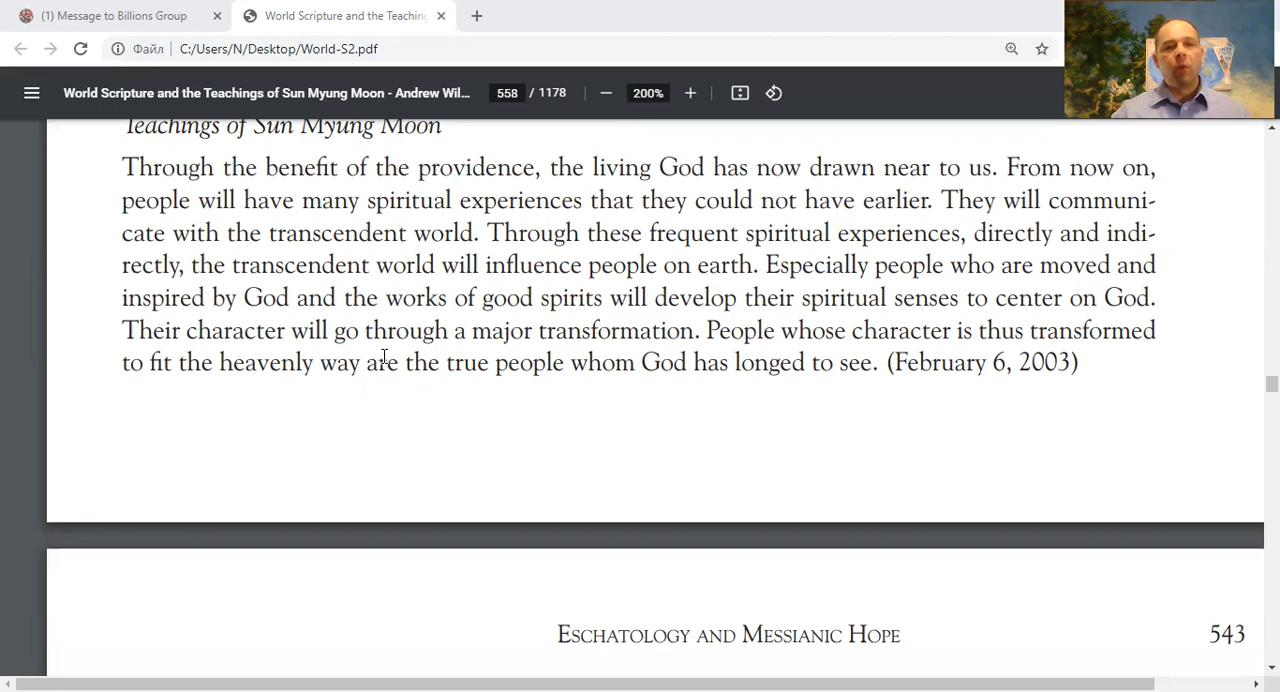 (1) Message to Billions Group
World Scripture and the Teaching
Файл
C:/Users/N/Desktop/World-S2.pdf
World Scripture and the Teachings of Sun Myung Moon - Andrew Wil...
558 / 1178
200%
Teachings of Sun Myung Moon
Through the benefit of the providence, the living God has now drawn near to us. From now on,
people will have many spiritual experiences that they could not have earlier. They will communi-
cate with the transcendent world. Through these frequent spiritual experiences, directly and indi-
rectly, the transcendent world will influence people on earth. Especially people who are moved and
inspired by God and the works of good spirits will develop their spiritual senses to center on God.
Their character will go through a major transformation. People whose character is thus transformed
to fit the heavenly way are the true people whom God has longed to see. (February 6, 2003)
Eschatology and Messianic Hope
543